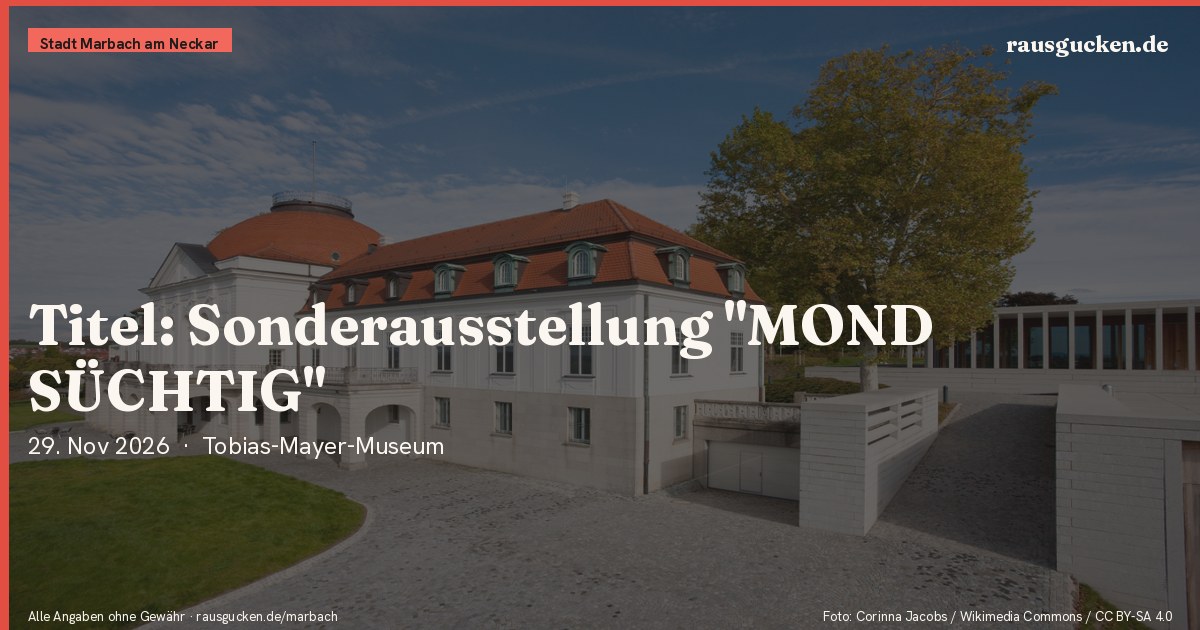 Stadt Marbach am Neckar
rausgucken.de
Titel: Sonderausstellung "MOND
SÜCHTIG"
29. Nov 2026 · Tobias-Mayer-Museum
Alle Angaben ohne Gewähr · rausgucken.de/marbach
Foto: Corinna Jacobs / Wikimedia Commons / CC BY-SA 4.0